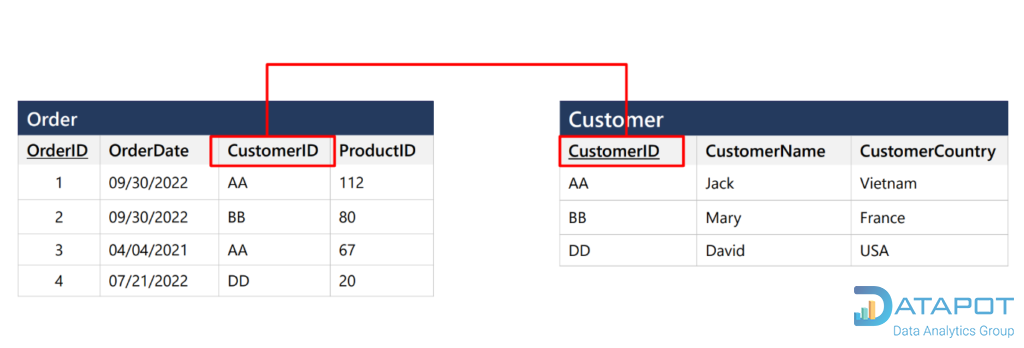 Order
OrderID OrderDate CustomerID ProductID
1 09/30/2022 AA 112
2 09/30/2022 BB 80
3 04/04/2021 AA 67
4 07/21/2022 DD 20
Customer
CustomerID CustomerName CustomerCountry
AA Jack Vietnam
BB Mary France
DD David USA
DATAPOT
Data Analytics Group